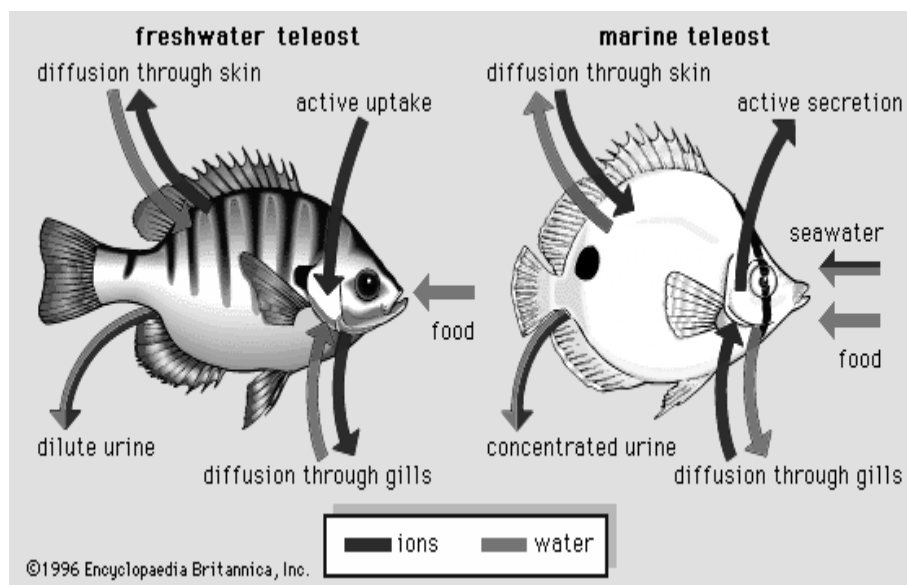 freshwater teleost
diffusion through skin
active uptake
food
dilute urine
diffusion through gills
marine teleost
diffusion through skin
active secretion
seawater
food
concentrated urine
diffusion through gills
ions
water
©1996 Encyclopaedia Britannica, Inc.